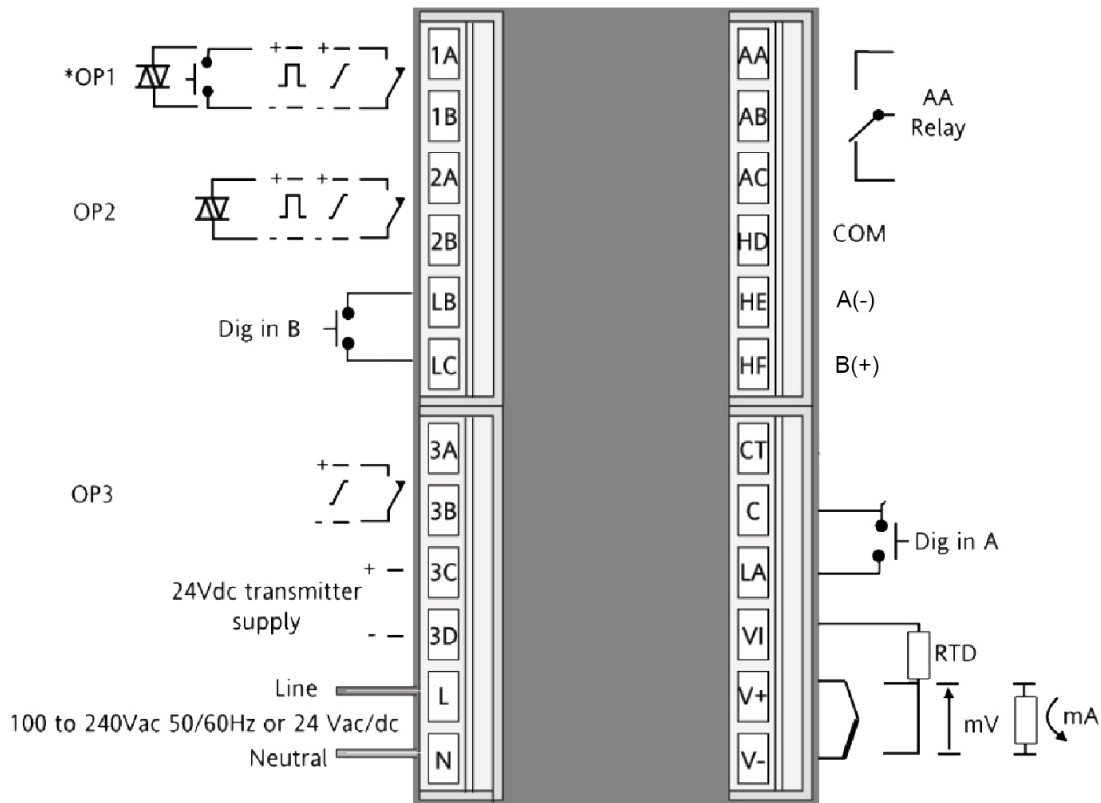 *OP1
+ - + -
- - - -
1A
1B
OP2
+ - + -
- - - -
2A
2B
Dig in B
LB
LC
OP3
+ -
- -
3A
3B
24Vdc transmitter
supply
+ -
- -
3C
3D
Line
L
100 to 240Vac 50/60Hz or 24 Vac/dc
Neutral
N
AA
AB
AC
AA
Relay
HD
COM
HE
A(-)
HF
B(+)
CT
C
LA
Dig in A
VI
RTD
V+
V-
mV
mA